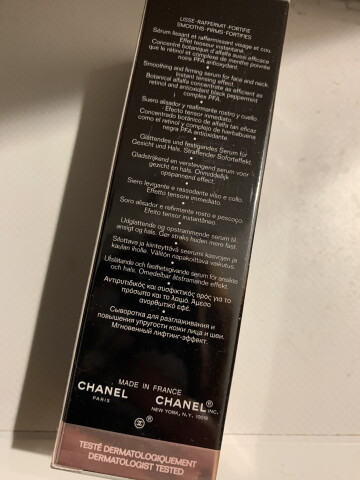 LISSE-RAFFERMIT-FORTIFIE
SMOOTHS-FIRMS-FORTIFIES
Sérum lissant et raffermissant visage et cou.
Effet tenseur instantané.
Concentré botanique d'alfalfa aussi efficace
que le rétinol et complexe de menthe poivrée
noire PFA antioxydant.
Smoothing and firming serum for face and neck.
Instant tensing effect.
Botanical alfalfa concentrate as efficient as
retinol and antioxidant black peppermint
complex PFA.
Suero alisador y reafirmante rostro y cuello.
Efecto tensor inmediato.
Concentrado botánico de alfalfa tan eficaz
como el retinol y complejo de hierbabuena
negra PFA antioxidante.
Glättendes und festigendes Serum für
Gesicht und Hals. Straffender Soforteffekt.
Gladstrijkend en verstevigend serum voor
gezicht en hals. Onmiddellijk
opspannend effect.
Siero levigante e rassodante viso e collo.
Effetto tensore immediato.
Soro alisador e refirmante rosto e pescoço.
Efeito tensor instantâneo.
Udglattende og opstrammende serum til
ansigt og hals. Gør straks huden mere fast.
Silottava ja kiinteyttävä seerumi kasvojen ja
kaulan iholle. Välitön napakoittava vaikutus.
Utslätande och fasthetsgivande serum för ansikte
och hals. Omedelbar åtstramande effekt.
Αντιρυτιδικός και συσφικτικός ορός για το
πρόσωπο και το λαιμό. Άμεσο
ανορθωτικό εφέ.
Сыворотка для разглаживания и
повышения упругости кожи лица и шеи.
Мгновенный лифтинг-эффект.
MADE IN FRANCE
CHANEL CHANEL® INC.
PARIS NEW YORK, N.Y. 10019
TESTÉ DERMATOLOGIQUEMENT
DERMATOLOGIST TESTED